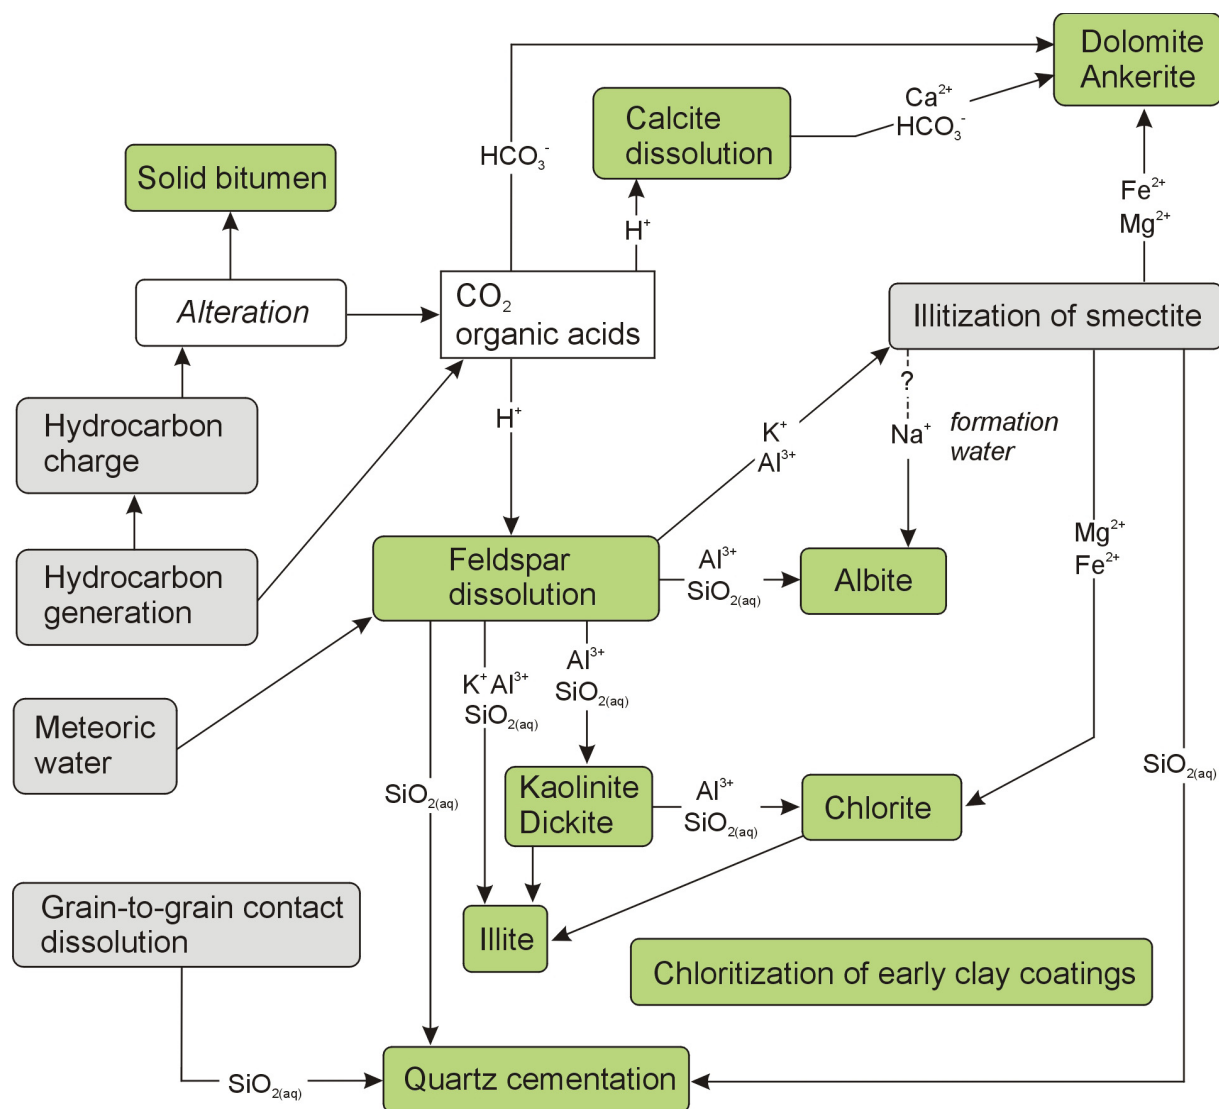 Dolomite
Ankerite
Ca²⁺
HCO₃⁻
Calcite
dissolution
HCO₃⁻
Solid bitumen
Fe²⁺
Mg²⁺
H⁺
Alteration
CO₂
organic acids
Illitization of smectite
?
Hydrocarbon
charge
H⁺
K⁺
Al³⁺
Na⁺
formation
water
Mg²⁺
Fe²⁺
Hydrocarbon
generation
Feldspar
dissolution
Al³⁺
SiO₂₍aq₎
Albite
K⁺ Al³⁺
SiO₂₍aq₎
Al³⁺
SiO₂₍aq₎
Meteoric
water
SiO₂₍aq₎
Kaolinite
Dickite
Al³⁺
SiO₂₍aq₎
Chlorite
SiO₂₍aq₎
Grain-to-grain contact
dissolution
Illite
Chloritization of early clay coatings
SiO₂₍aq₎
Quartz cementation